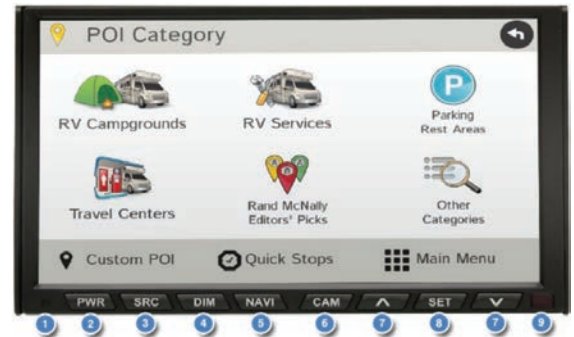 POI Category
RV Campgrounds
RV Services
P
Parking
Rest Areas
Travel Centers
Rand McNally
Editors' Picks
Other
Categories
Custom POI
Quick Stops
Main Menu
PWR SRC DIM NAVI CAM SET
1 2 3 4 5 6 7 8 7 9